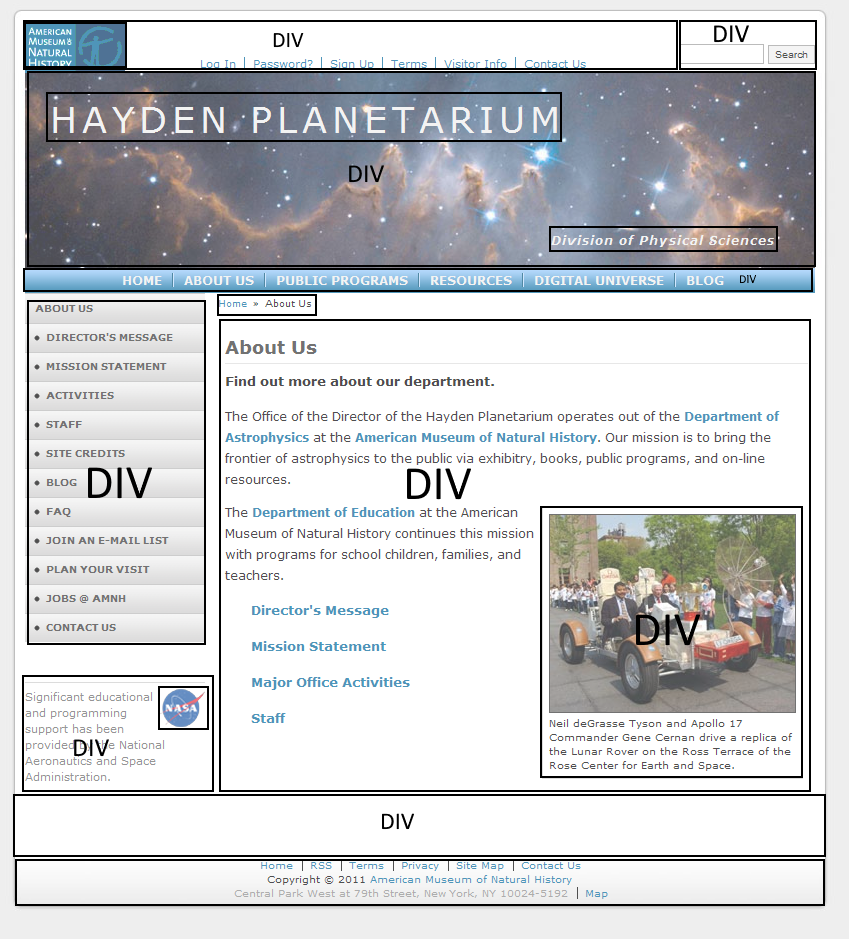 AMERICAN
MUSEUM of
NATURAL
HISTORY
DIV
Log In | Password? | Sign Up | Terms | Visitor Info | Contact Us
DIV
Search
HAYDEN PLANETARIUM
DIV
Division of Physical Sciences
HOME | ABOUT US | PUBLIC PROGRAMS | RESOURCES | DIGITAL UNIVERSE | BLOG DIV
ABOUT US
• DIRECTOR'S MESSAGE
• MISSION STATEMENT
• ACTIVITIES
• STAFF
• SITE CREDITS
• BLOG
DIV
• FAQ
• JOIN AN E-MAIL LIST
• PLAN YOUR VISIT
• JOBS @ AMNH
• CONTACT US
Significant educational
and programming
support has been
provided by the National
Aeronautics and Space
Administration.
NASA
DIV
Home » About Us
About Us
Find out more about our department.
The Office of the Director of the Hayden Planetarium operates out of the Department of
Astrophysics at the American Museum of Natural History. Our mission is to bring the
frontier of astrophysics to the public via exhibitry, books, public programs, and on-line
resources.
DIV
The Department of Education at the American
Museum of Natural History continues this mission
with programs for school children, families, and
teachers.
Director's Message
Mission Statement
Major Office Activities
Staff
DIV
Neil deGrasse Tyson and Apollo 17
Commander Gene Cernan drive a replica of
the Lunar Rover on the Ross Terrace of the
Rose Center for Earth and Space.
DIV
Home | RSS | Terms | Privacy | Site Map | Contact Us
Copyright © 2011 American Museum of Natural History
Central Park West at 79th Street, New York, NY 10024-5192 | Map